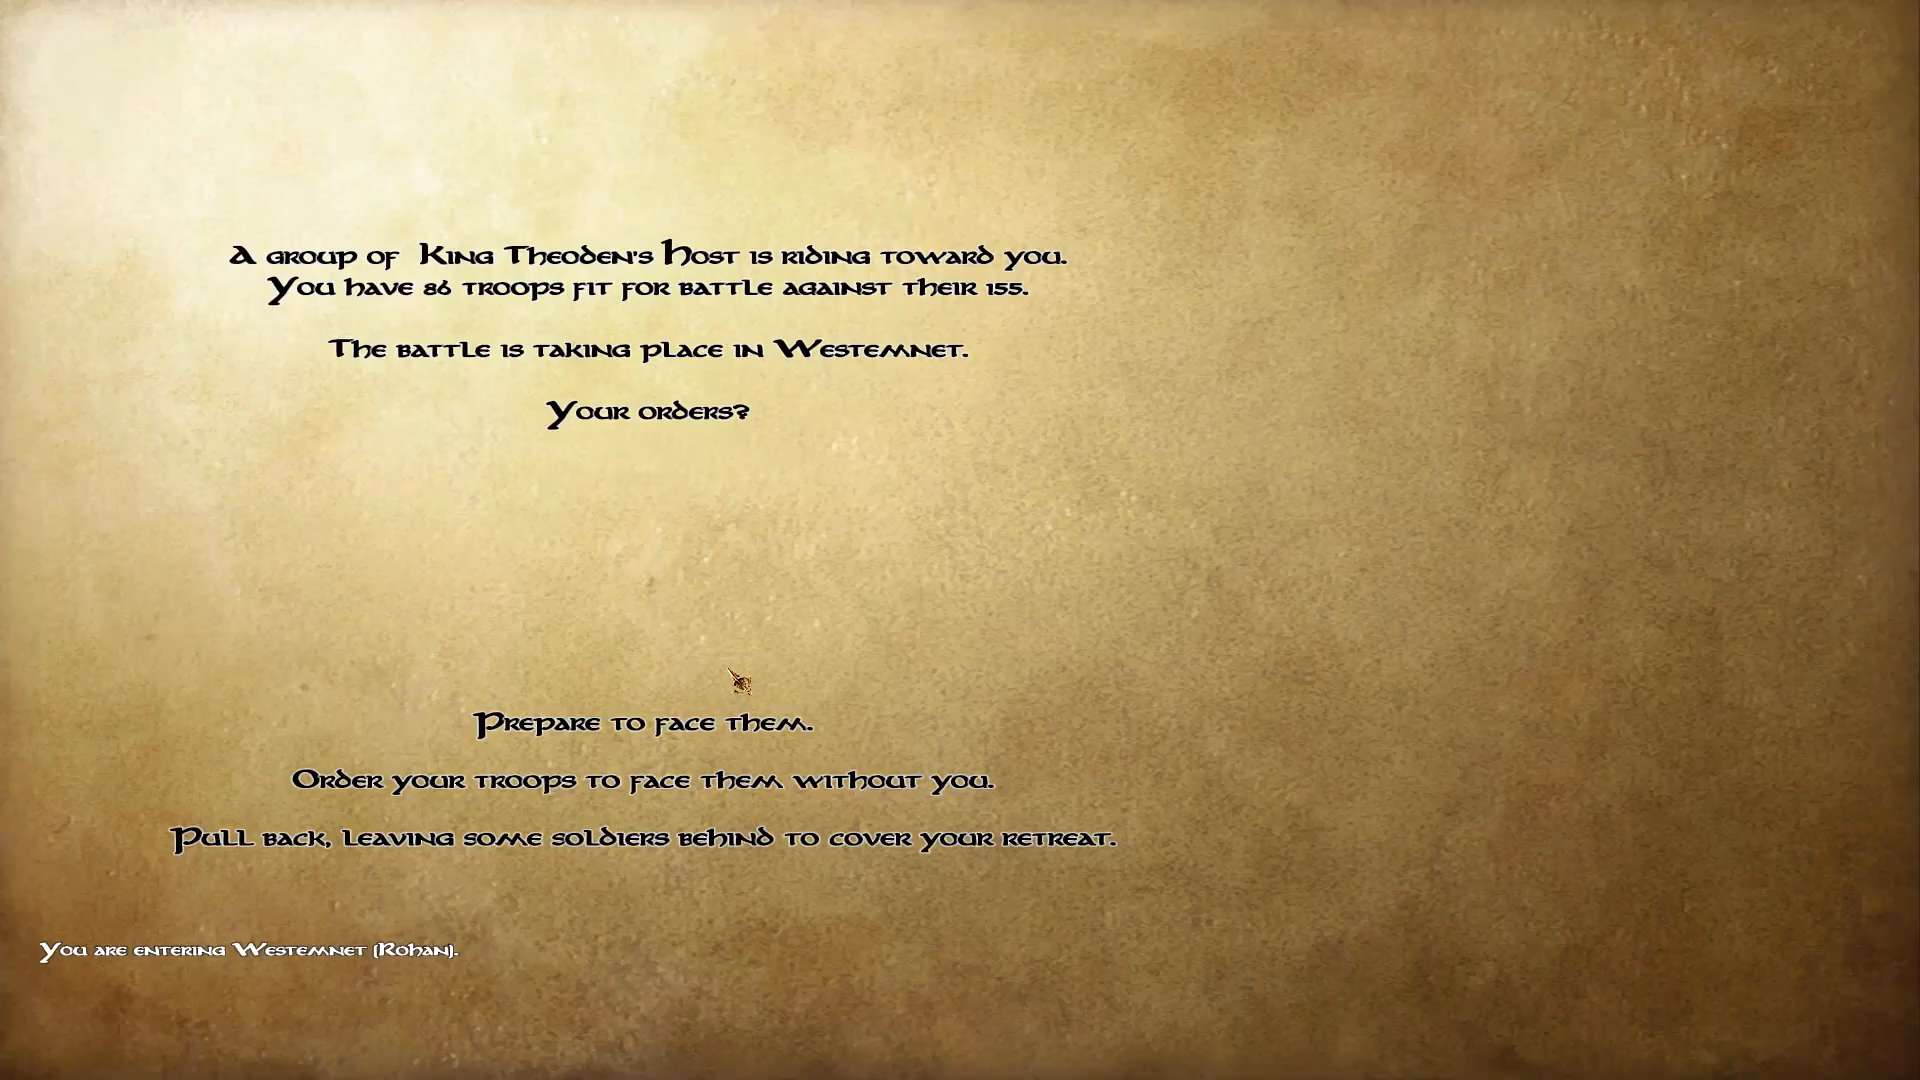 A group of King Theoden's Host is riding toward you.
You have 86 troops fit for battle against their 155.
The battle is taking place in Westemnet.
Your orders?
Prepare to face them.
Order your troops to face them without you.
Pull back, leaving some soldiers behind to cover your retreat.
You are entering Westemnet (Rohan).